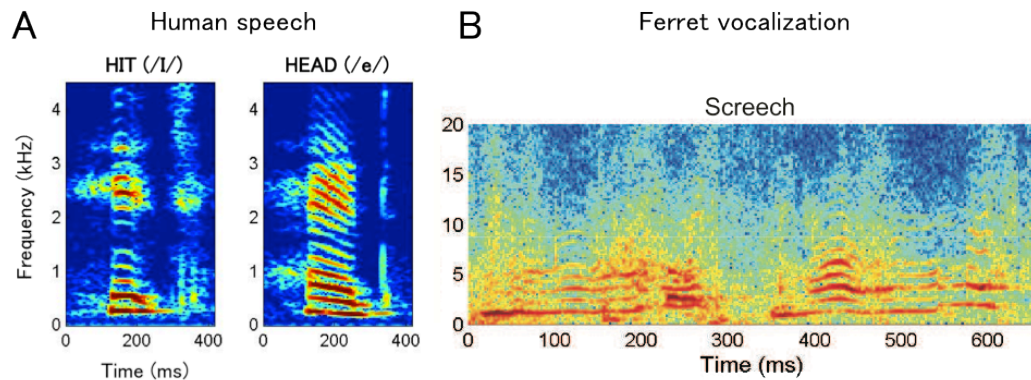 A
Human speech
HIT (/I/)
HEAD (/e/)
Frequency (kHz)
4
3
2
1
0
4
3
2
1
0
0 200 400
0 200 400
Time (ms)
B
Ferret vocalization
Screech
20
15
10
5
0
0 100 200 300 400 500 600
Time (ms)